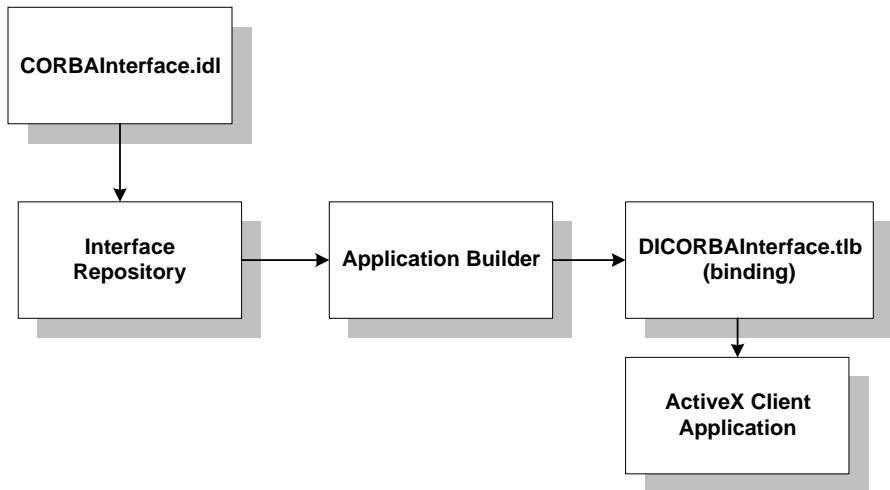 CORBAInterface.idl
Interface
Repository
Application Builder
DICORBAInterface.tlb
(binding)
ActiveX Client
Application